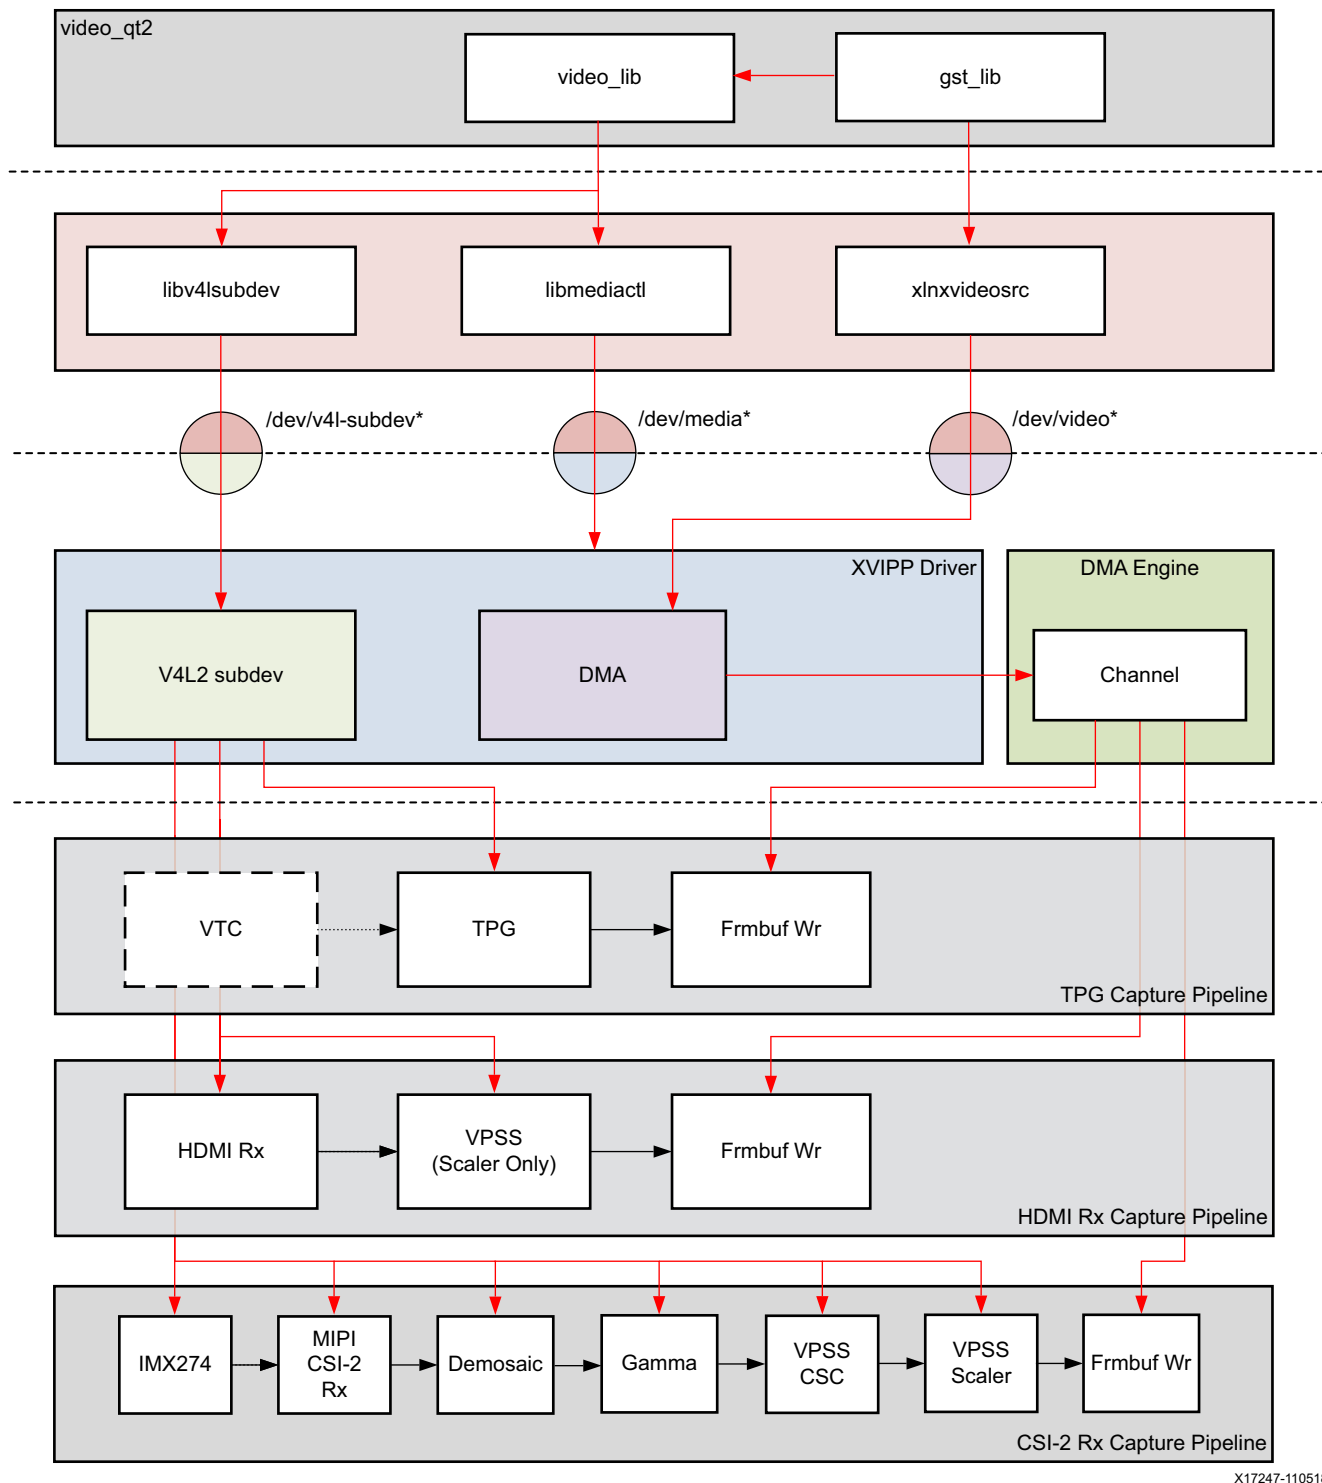 video_qt2
video_lib
gst_lib
libv4lsubdev
libmediactl
xlnxvideosrc
/dev/v4l-subdev*
/dev/media*
/dev/video*
XVIPP Driver
DMA Engine
V4L2 subdev
DMA
Channel
VTC
TPG
Frmbuf Wr
TPG Capture Pipeline
HDMI Rx
VPSS
(Scaler Only)
Frmbuf Wr
HDMI Rx Capture Pipeline
IMX274
MIPI
CSI-2
Rx
Demosaic
Gamma
VPSS
CSC
VPSS
Scaler
Frmbuf Wr
CSI-2 Rx Capture Pipeline
X17247-110518